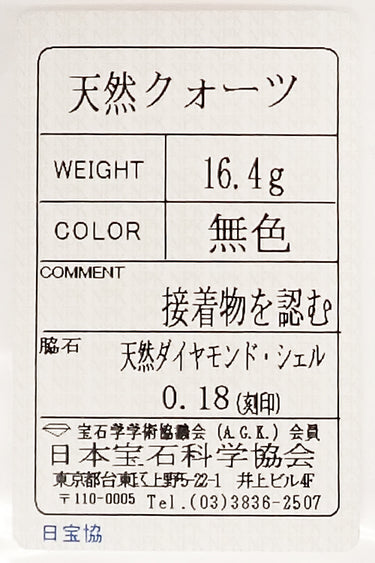 天然クォーツ
WEIGHT 16.4g
COLOR 無色
COMMENT
接着物を認む
脇石 天然ダイヤモンド・シェル
0.18(刻印)
宝石学学術協議会 (A.G.K.) 会員
日本宝石科学協会
東京都台東区上野5-22-1 井上ビル4F
〒110-0005 Tel.(03)3836-2507
日宝協